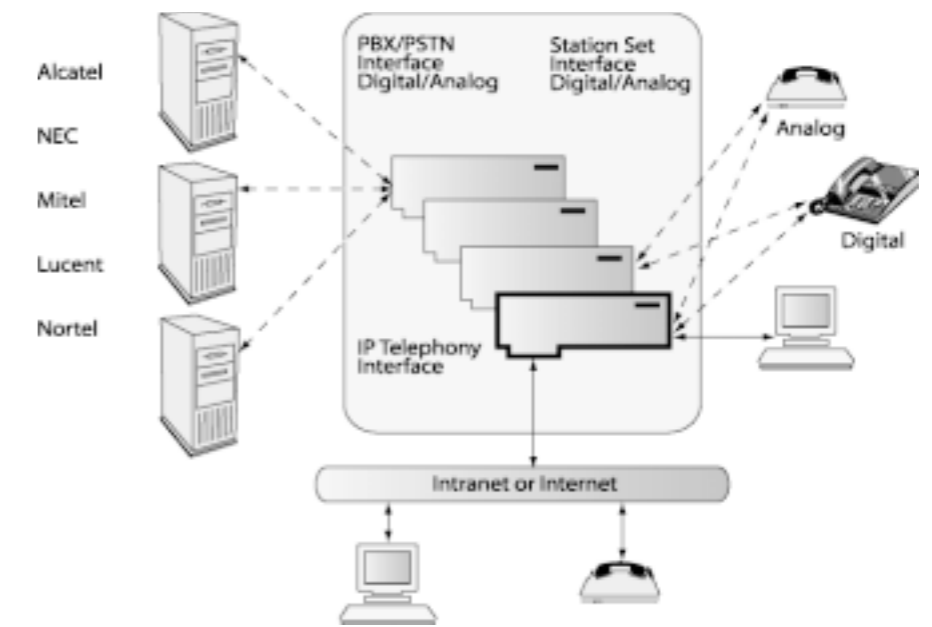 Alcatel
NEC
Mitel
Lucent
Nortel
PBX/PSTN
Interface
Digital/Analog
Station Set
Interface
Digital/Analog
Analog
Digital
IP Telephony
Interface
Intranet or Internet